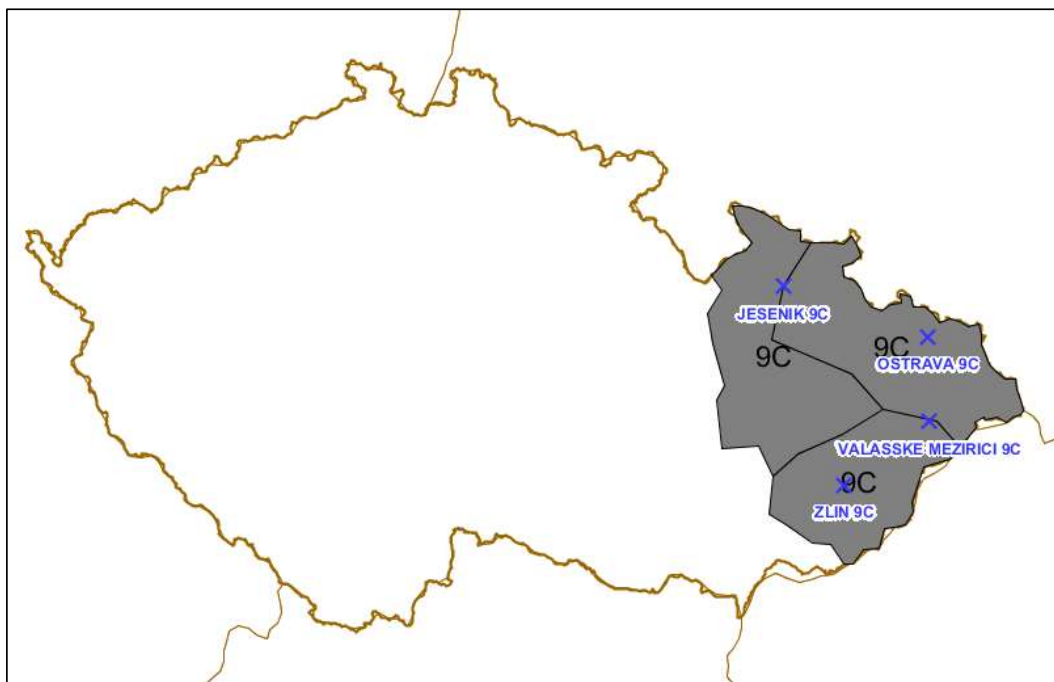 JESENIK 9C
9C
9C
OSTRAVA 9C
VALASSKE MEZIRICI 9C
9C
ZLIN 9C